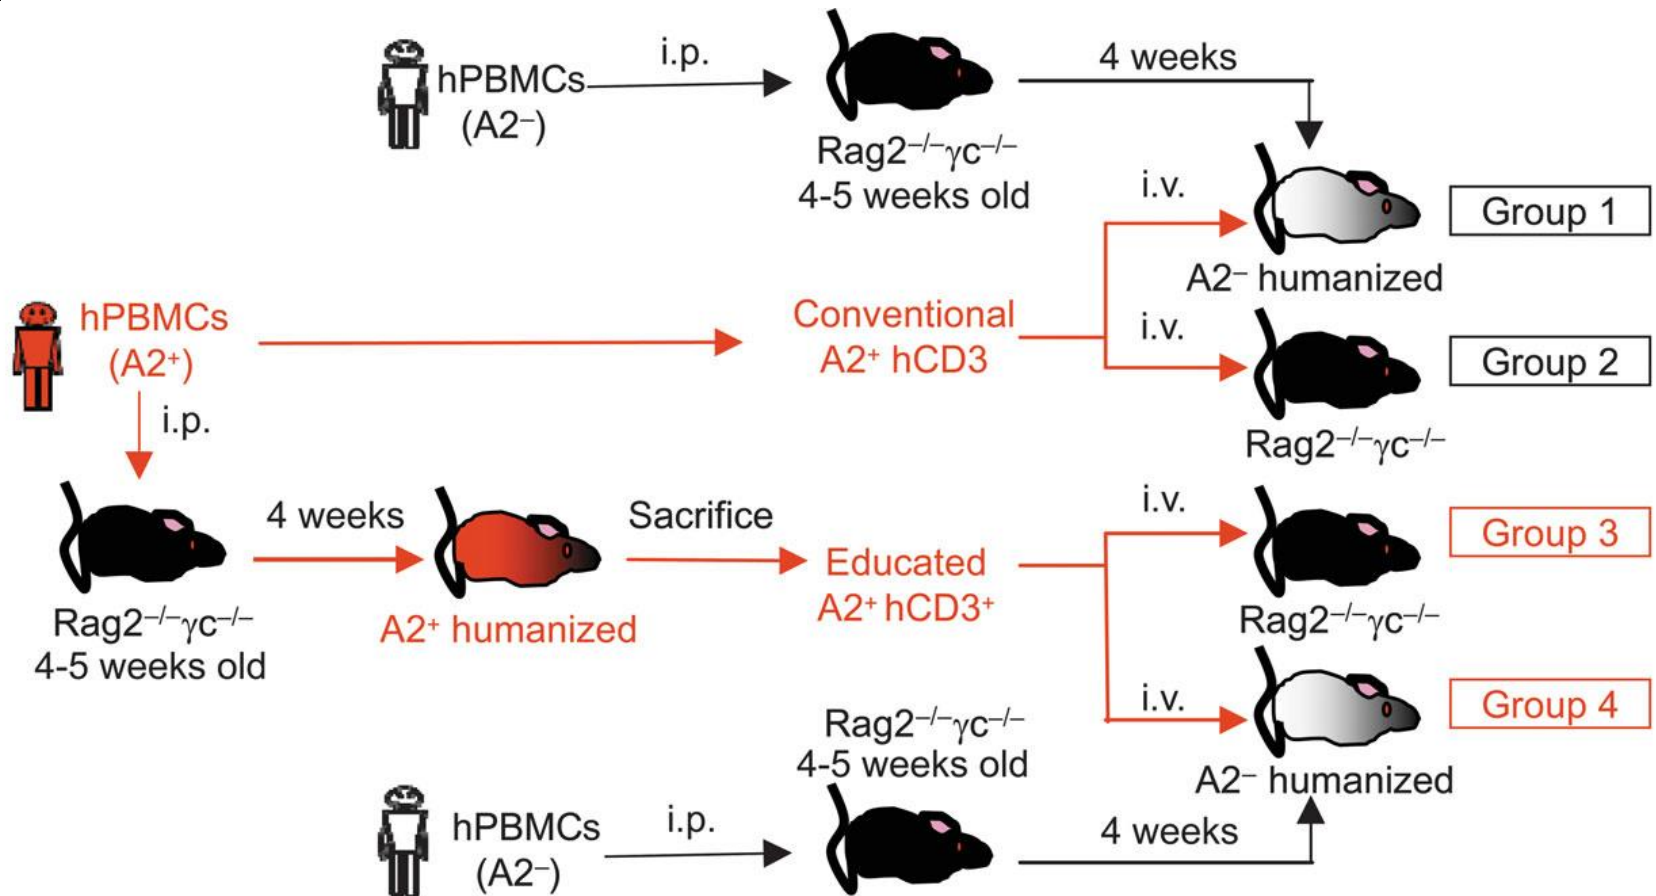 hPBMCs
(A2–)
i.p.
Rag2–/–γc–/–
4-5 weeks old
4 weeks
i.v.
A2– humanized
Group 1
hPBMCs
(A2+)
Conventional
A2+ hCD3
i.v.
Rag2–/–γc–/–
Group 2
i.p.
Rag2–/–γc–/–
4-5 weeks old
4 weeks
A2+ humanized
Sacrifice
Educated
A2+ hCD3+
i.v.
Rag2–/–γc–/–
Group 3
i.v.
A2– humanized
Group 4
hPBMCs
(A2–)
i.p.
Rag2–/–γc–/–
4-5 weeks old
4 weeks